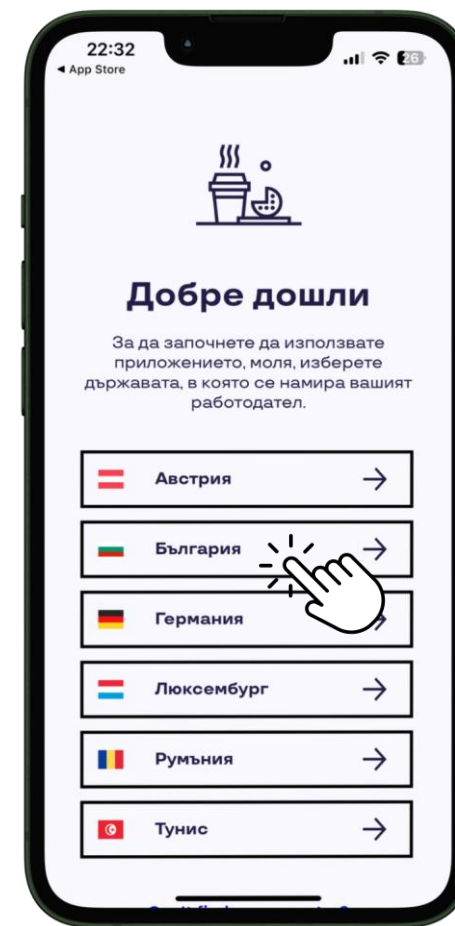 22:32
26
◀ App Store
Добре дошли
За да започнете да използвате
приложението, моля, изберете
държавата, в която се намира вашият
работодател.
Австрия
България
Германия
Люксембург
Румъния
Тунис